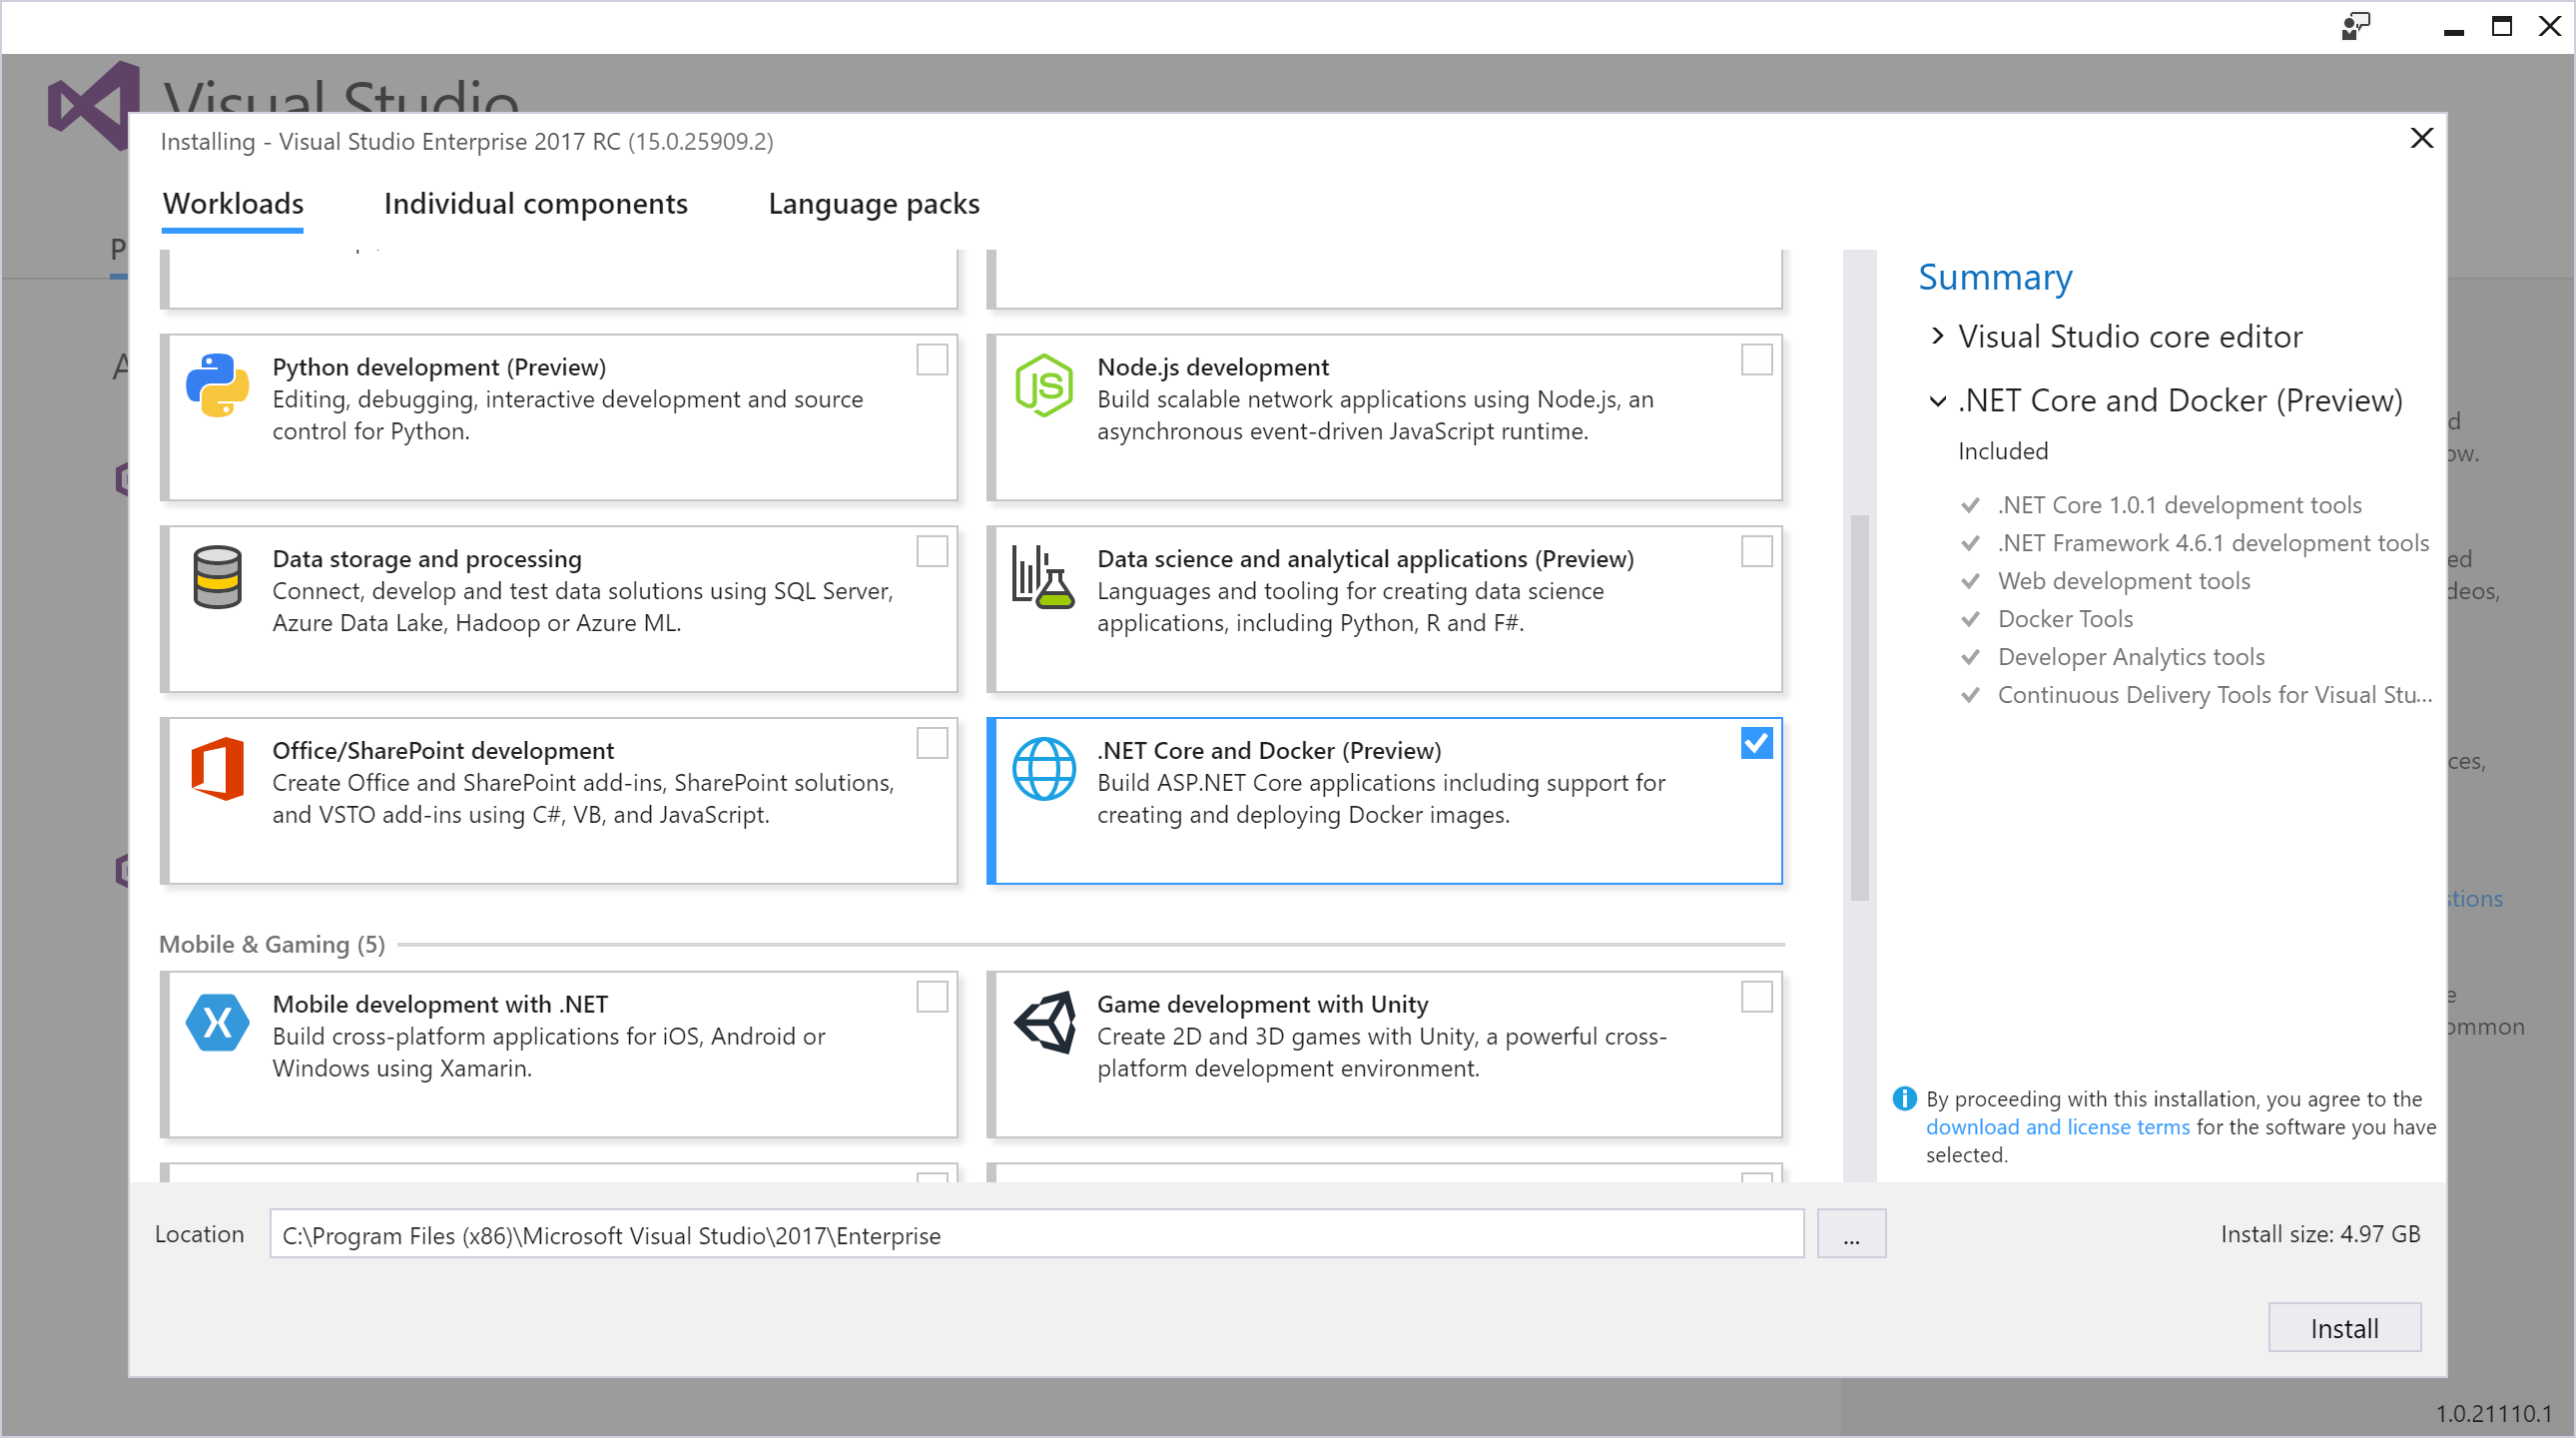 Visual Studio
Installing - Visual Studio Enterprise 2017 RC (15.0.25909.2)
Workloads
Individual components
Language packs
Python development (Preview)
Editing, debugging, interactive development and source
control for Python.
Node.js development
Build scalable network applications using Node.js, an
asynchronous event-driven JavaScript runtime.
Data storage and processing
Connect, develop and test data solutions using SQL Server,
Azure Data Lake, Hadoop or Azure ML.
Data science and analytical applications (Preview)
Languages and tooling for creating data science
applications, including Python, R and F#.
Office/SharePoint development
Create Office and SharePoint add-ins, SharePoint solutions,
and VSTO add-ins using C#, VB, and JavaScript.
.NET Core and Docker (Preview)
Build ASP.NET Core applications including support for
creating and deploying Docker images.
Mobile & Gaming (5)
Mobile development with .NET
Build cross-platform applications for iOS, Android or
Windows using Xamarin.
Game development with Unity
Create 2D and 3D games with Unity, a powerful cross-
platform development environment.
Summary
Visual Studio core editor
.NET Core and Docker (Preview)
Included
.NET Core 1.0.1 development tools
.NET Framework 4.6.1 development tools
Web development tools
Docker Tools
Developer Analytics tools
Continuous Delivery Tools for Visual Stu...
By proceeding with this installation, you agree to the
download and license terms for the software you have
selected.
Location
C:\Program Files (x86)\Microsoft Visual Studio\2017\Enterprise
...
Install size: 4.97 GB
Install
1.0.21110.1